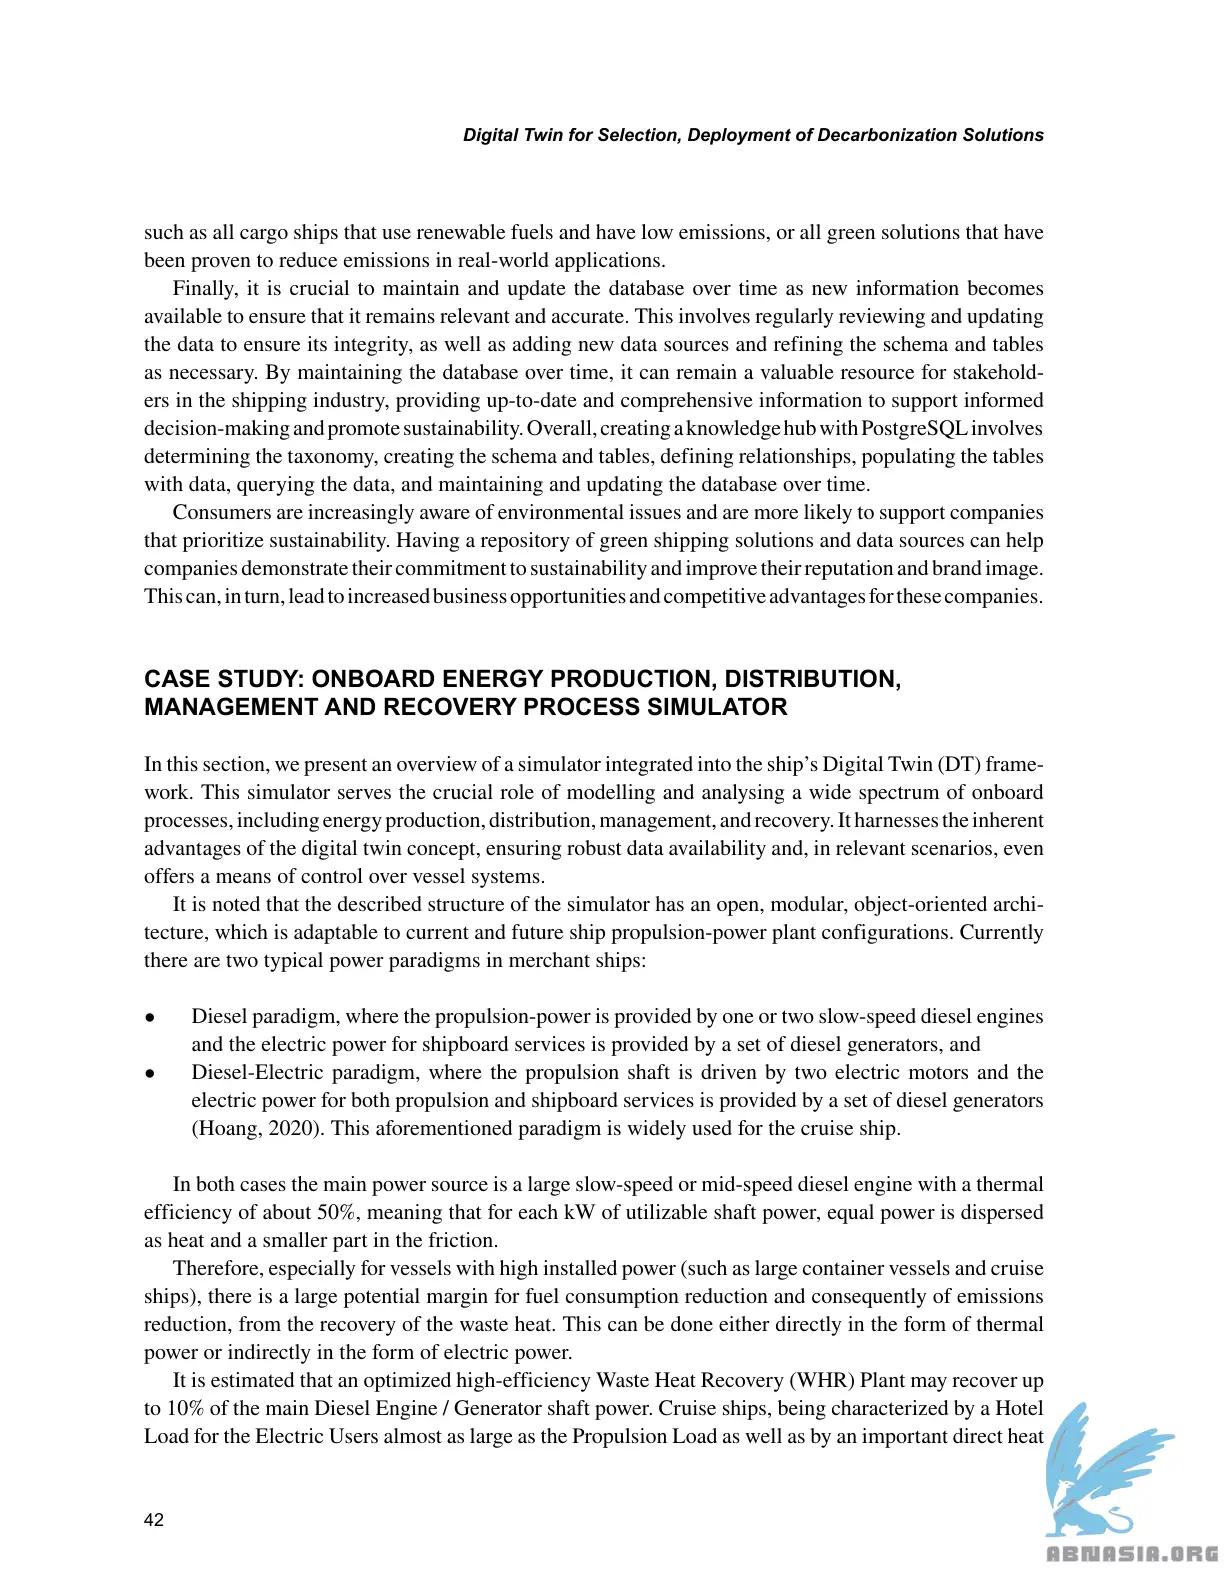 Digital Twin for Selection, Deployment of Decarbonization Solutions
such as all cargo ships that use renewable fuels and have low emissions, or all green solutions that have
been proven to reduce emissions in real-world applications.
Finally, it is crucial to maintain and update the database over time as new information becomes
available to ensure that it remains relevant and accurate. This involves regularly reviewing and updating
the data to ensure its integrity, as well as adding new data sources and refining the schema and tables
as necessary. By maintaining the database over time, it can remain a valuable resource for stakehold-
ers in the shipping industry, providing up-to-date and comprehensive information to support informed
decision-making and promote sustainability. Overall, creating a knowledge hub with PostgreSQL involves
determining the taxonomy, creating the schema and tables, defining relationships, populating the tables
with data, querying the data, and maintaining and updating the database over time.
Consumers are increasingly aware of environmental issues and are more likely to support companies
that prioritize sustainability. Having a repository of green shipping solutions and data sources can help
companies demonstrate their commitment to sustainability and improve their reputation and brand image.
This can, in turn, lead to increased business opportunities and competitive advantages for these companies.
CASE STUDY: ONBOARD ENERGY PRODUCTION, DISTRIBUTION,
MANAGEMENT AND RECOVERY PROCESS SIMULATOR
In this section, we present an overview of a simulator integrated into the ship's Digital Twin (DT) frame-
work. This simulator serves the crucial role of modelling and analysing a wide spectrum of onboard
processes, including energy production, distribution, management, and recovery. It harnesses the inherent
advantages of the digital twin concept, ensuring robust data availability and, in relevant scenarios, even
offers a means of control over vessel systems.
It is noted that the described structure of the simulator has an open, modular, object-oriented archi-
tecture, which is adaptable to current and future ship propulsion-power plant configurations. Currently
there are two typical power paradigms in merchant ships:
● Diesel paradigm, where the propulsion-power is provided by one or two slow-speed diesel engines
and the electric power for shipboard services is provided by a set of diesel generators, and
● Diesel-Electric paradigm, where the propulsion shaft is driven by two electric motors and the
electric power for both propulsion and shipboard services is provided by a set of diesel generators
(Hoang, 2020). This aforementioned paradigm is widely used for the cruise ship.
In both cases the main power source is a large slow-speed or mid-speed diesel engine with a thermal
efficiency of about 50%, meaning that for each kW of utilizable shaft power, equal power is dispersed
as heat and a smaller part in the friction.
Therefore, especially for vessels with high installed power (such as large container vessels and cruise
ships), there is a large potential margin for fuel consumption reduction and consequently of emissions
reduction, from the recovery of the waste heat. This can be done either directly in the form of thermal
power or indirectly in the form of electric power.
It is estimated that an optimized high-efficiency Waste Heat Recovery (WHR) Plant may recover up
to 10% of the main Diesel Engine / Generator shaft power. Cruise ships, being characterized by a Hotel
Load for the Electric Users almost as large as the Propulsion Load as well as by an important direct heat
42
ABNASIA.ORG